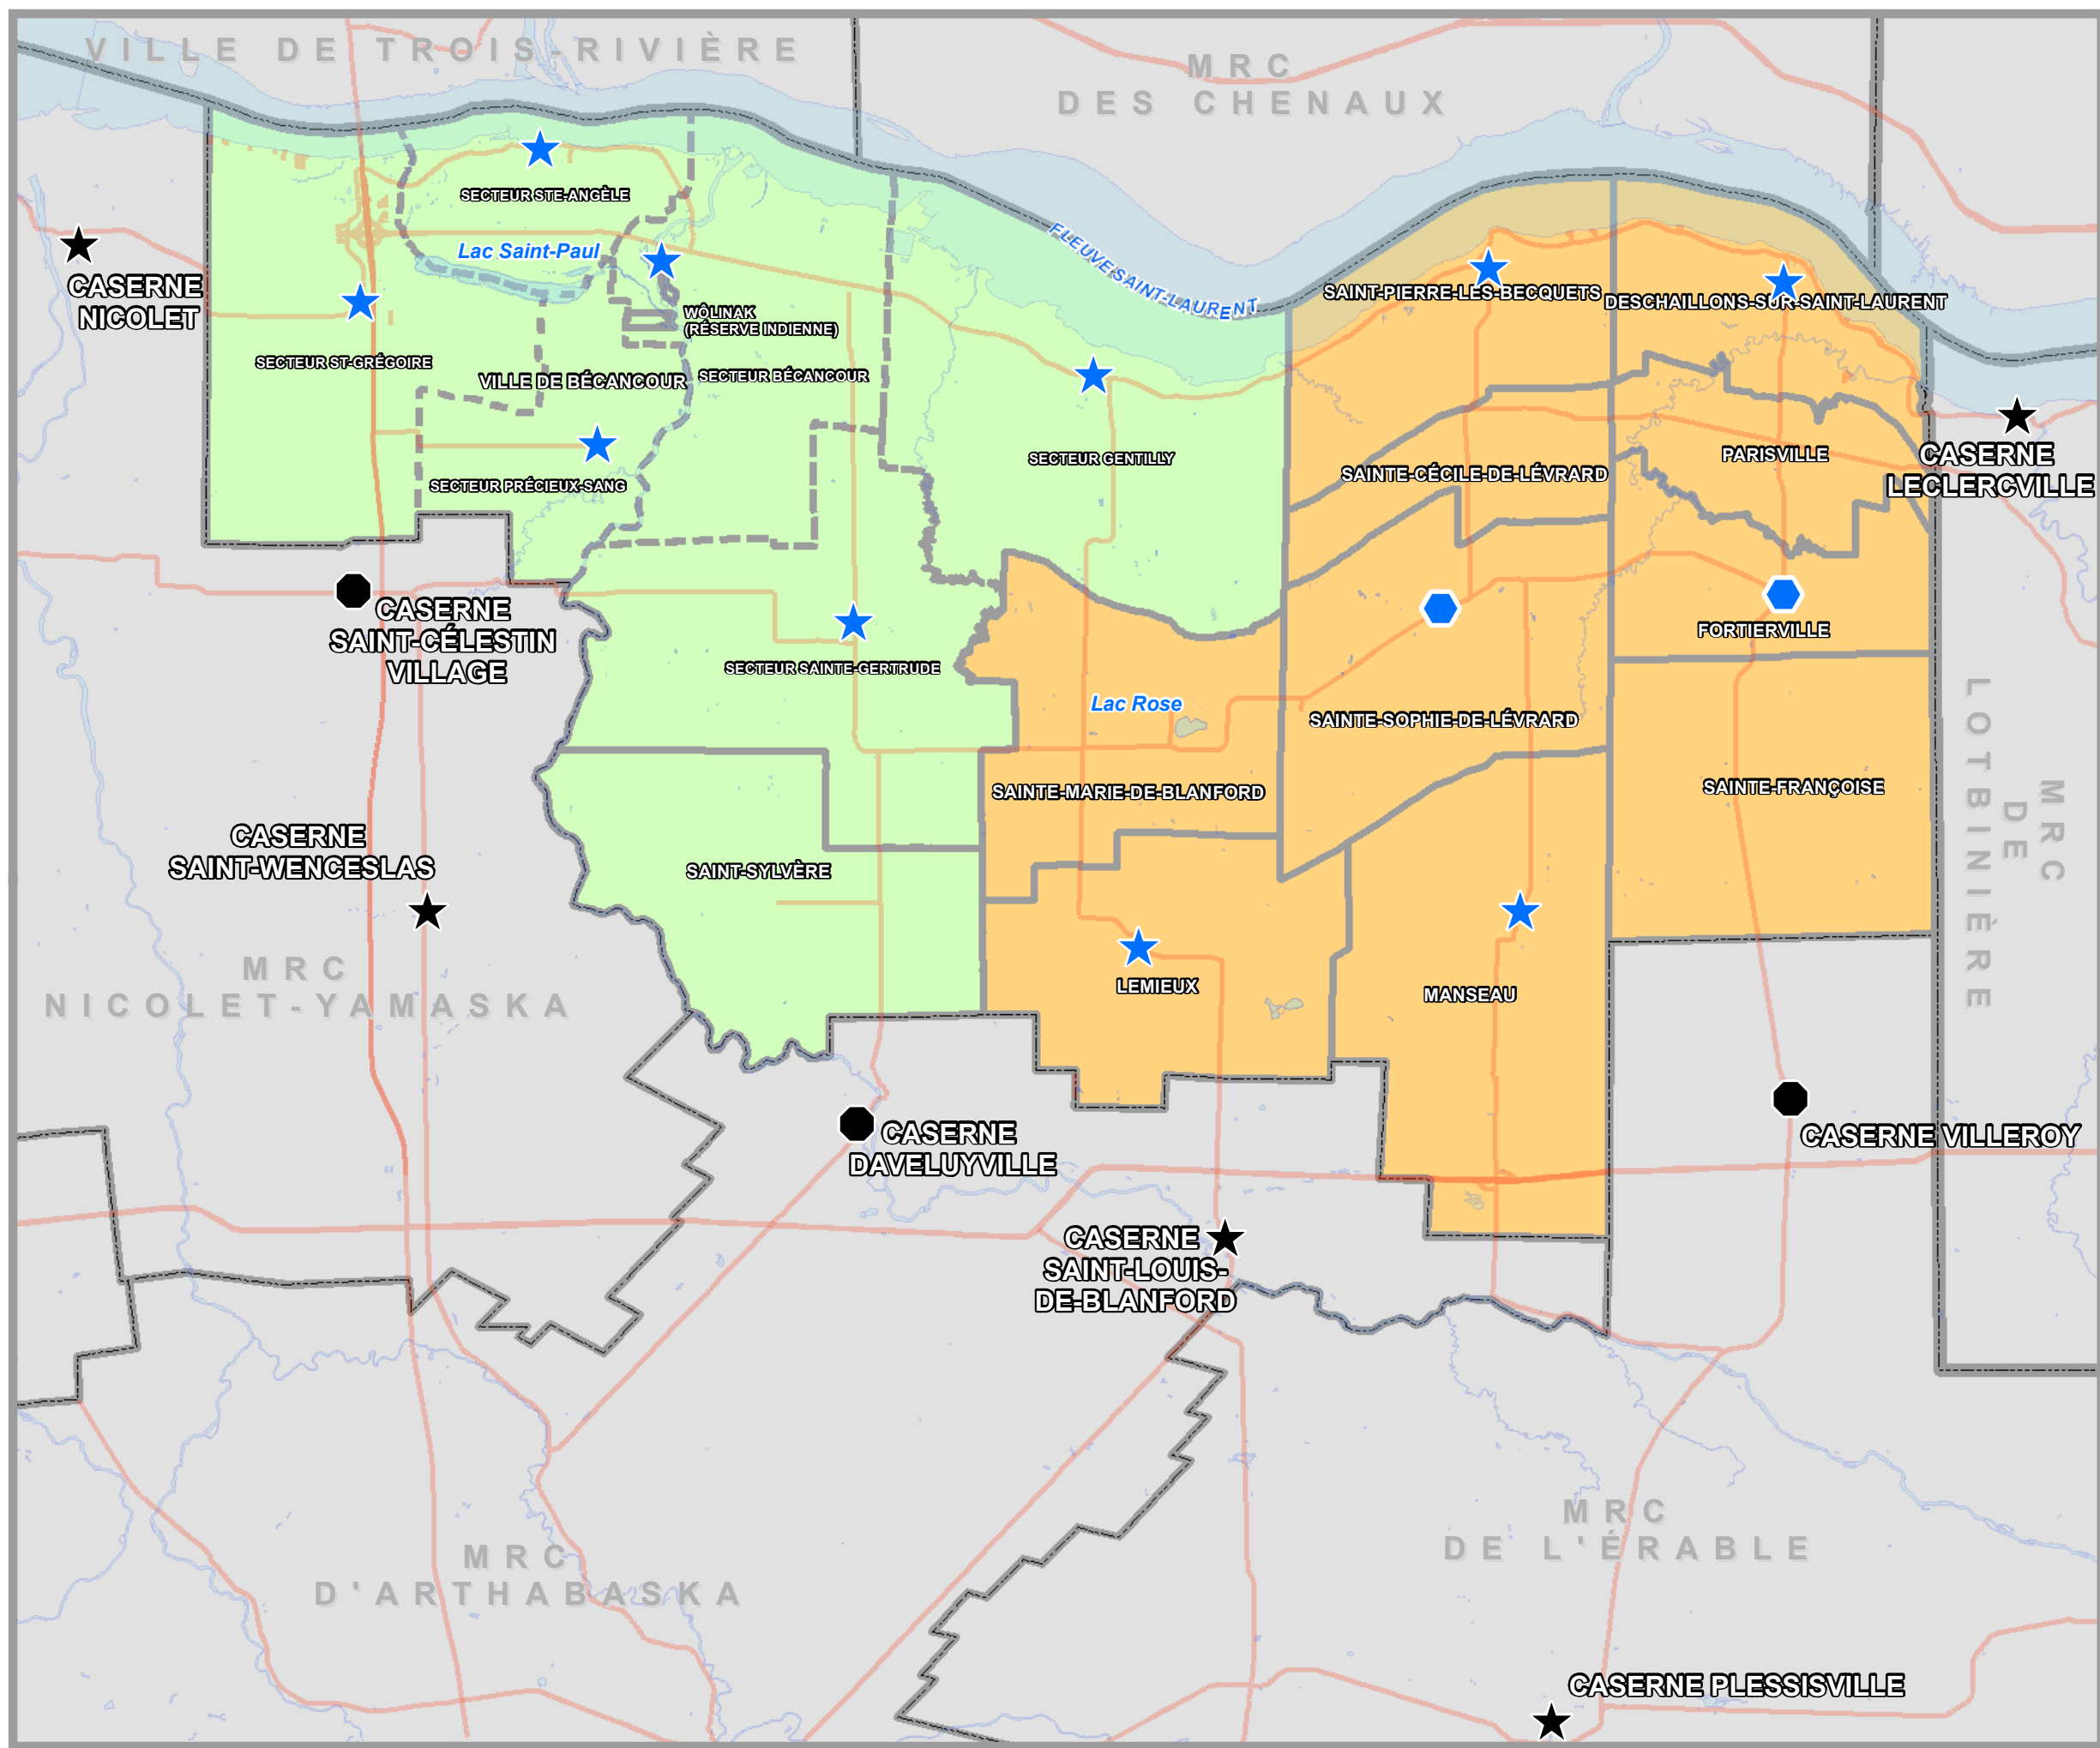 VILLE DE TROIS-RIVIÈRE
MRC
DES CHENAUX
SECTEUR STE-ANGÈLE
Lac Saint-Paul
FLEUVE SAINT-LAURENT
CASERNE
NICOLET
WÔLINAK
(RÉSERVE INDIENNE)
SAINT-PIERRE-LES-BECQUETS
DESCHAILLONS-SUR-SAINT-LAURENT
SECTEUR ST-GRÉGOIRE
VILLE DE BÉCANCOUR
SECTEUR BÉCANCOUR
SECTEUR GENTILLY
SAINTE-CÉCILE-DE-LÉVRARD
PARISVILLE
CASERNE
LECLERCVILLE
SECTEUR PRÉCIEUX-SANG
CASERNE
SAINT-CÉLESTIN
VILLAGE
FORTIERVILLE
SECTEUR SAINTE-GERTRUDE
Lac Rose
SAINTE-SOPHIE-DE-LÉVRARD
SAINTE-MARIE-DE-BLANFORD
SAINTE-FRANÇOISE
MRC
DE
LOTBINIÈRE
CASERNE
SAINT-WENCESLAS
SAINT-SYLVÈRE
MRC
NICOLET-YAMASKA
LEMIEUX
MANSEAU
CASERNE
DAVELUYVILLE
CASERNE VILLEROY
CASERNE
SAINT-LOUIS-
DE-BLANFORD
MRC
DE L'ÉRABLE
MRC
D'ARTHABASKA
CASERNE PLESSISVILLE